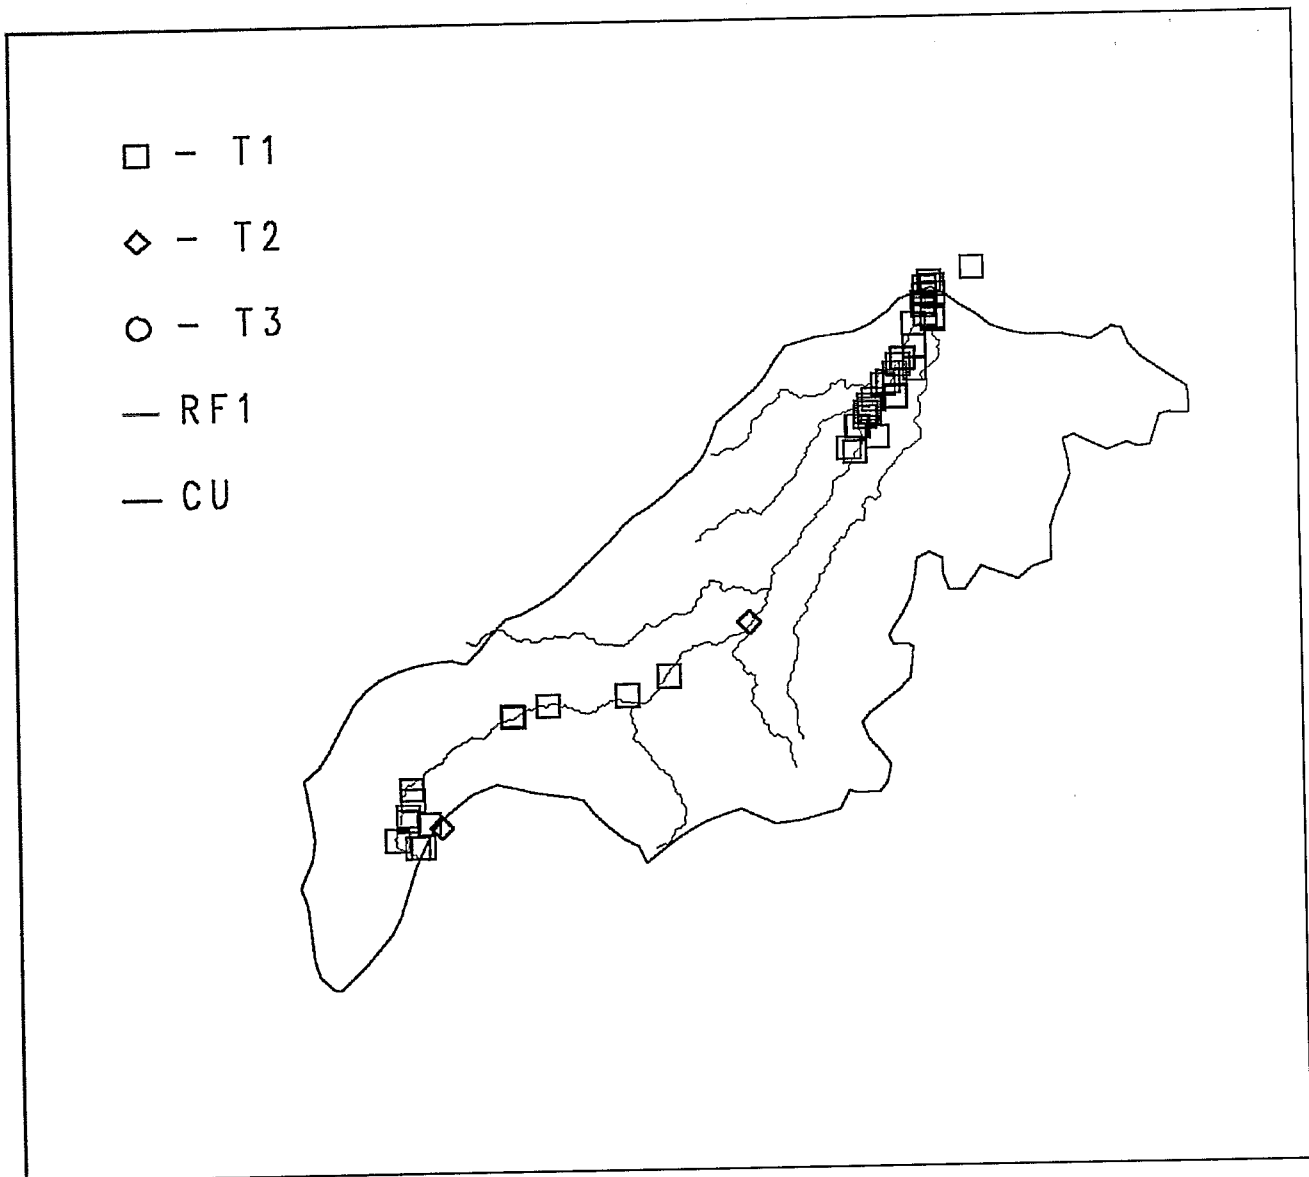 □ – T1
◇ – T2
○ – T3
— RF1
— CU